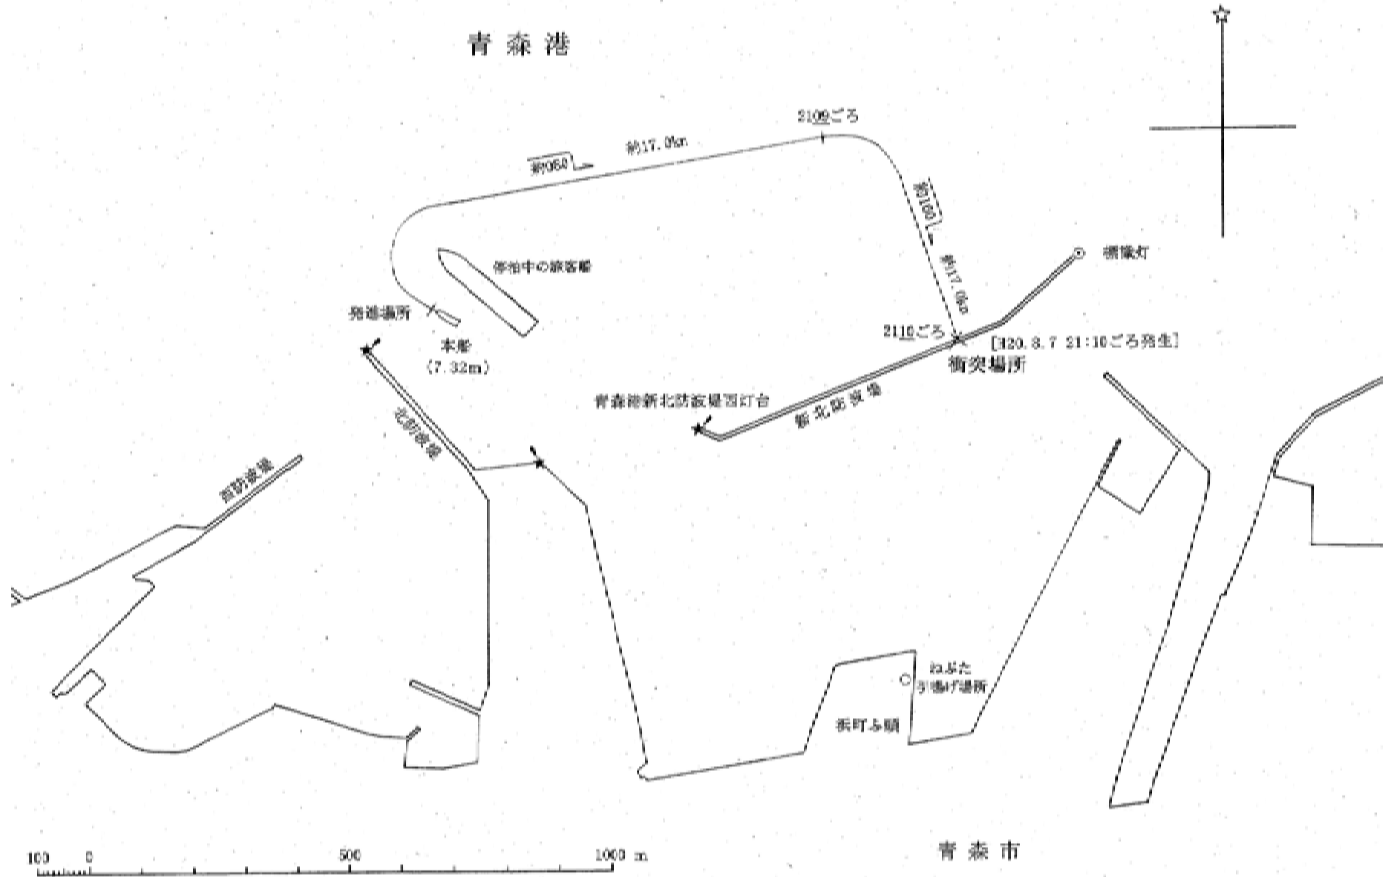 青森港
2109ごろ
約17.0kn
約080
約160
停泊中の旅客船
標識灯
約17.0kn
発進場所
2110ごろ
[H20.8.7 21:10ごろ発生]
本船
(7.32m)
衝突場所
青森港新北防波堤西灯台
新北防波堤
北防波堤
西防波堤
ねぶた
引揚げ場所
浜町ふ頭
青森市
100 0 500 1000 m